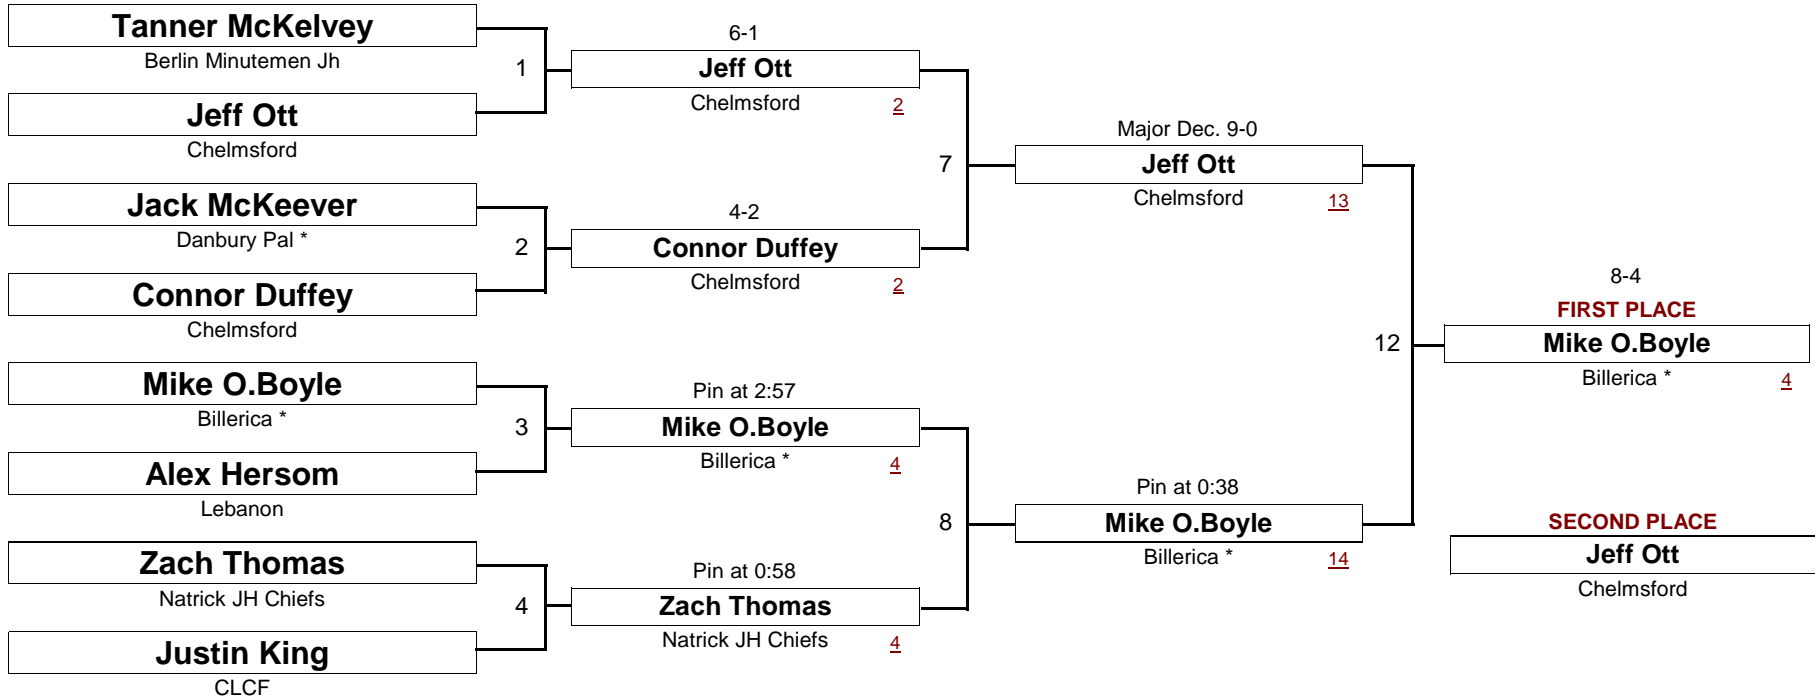 Tanner McKelvey
Berlin Minutemen Jh
1
Jeff Ott
Chelmsford
6-1
Jeff Ott
Chelmsford
2
Jack McKeever
Danbury Pal *
2
Connor Duffey
Chelmsford
4-2
Connor Duffey
Chelmsford
2
7
Major Dec. 9-0
Jeff Ott
Chelmsford
13
Mike O.Boyle
Billerica *
3
Alex Hersom
Lebanon
Pin at 2:57
Mike O.Boyle
Billerica *
4
Zach Thomas
Natrick JH Chiefs
4
Justin King
CLCF
Pin at 0:58
Zach Thomas
Natrick JH Chiefs
4
8
Pin at 0:38
Mike O.Boyle
Billerica *
14
12
8-4
FIRST PLACE
Mike O.Boyle
Billerica *
4
SECOND PLACE
Jeff Ott
Chelmsford